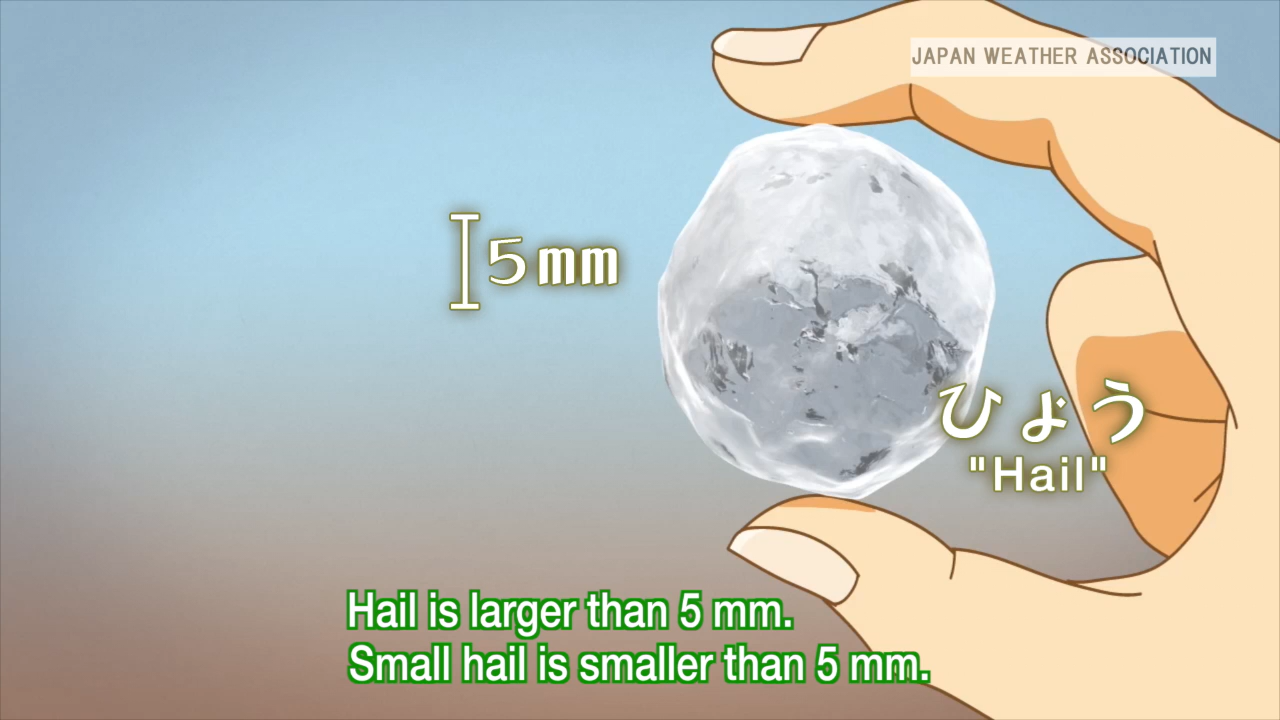 JAPAN WEATHER ASSOCIATION
5mm
ひょう
"Hail"
Hail is larger than 5 mm.
Small hail is smaller than 5 mm.